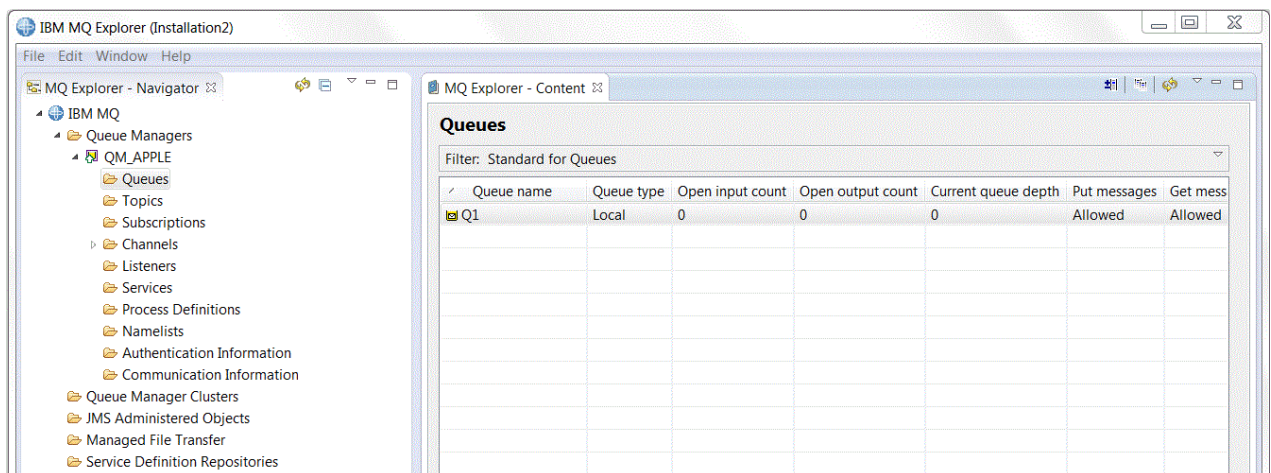 IBM MQ Explorer (Installation2)
File Edit Window Help
MQ Explorer - Navigator
IBM MQ
Queue Managers
QM_APPLE
Queues
Topics
Subscriptions
Channels
Listeners
Services
Process Definitions
Namelists
Authentication Information
Communication Information
Queue Manager Clusters
JMS Administered Objects
Managed File Transfer
Service Definition Repositories
MQ Explorer - Content
Queues
Filter: Standard for Queues
Queue name Queue type Open input count Open output count Current queue depth Put messages Get mess
Q1 Local 0 0 0 Allowed Allowed